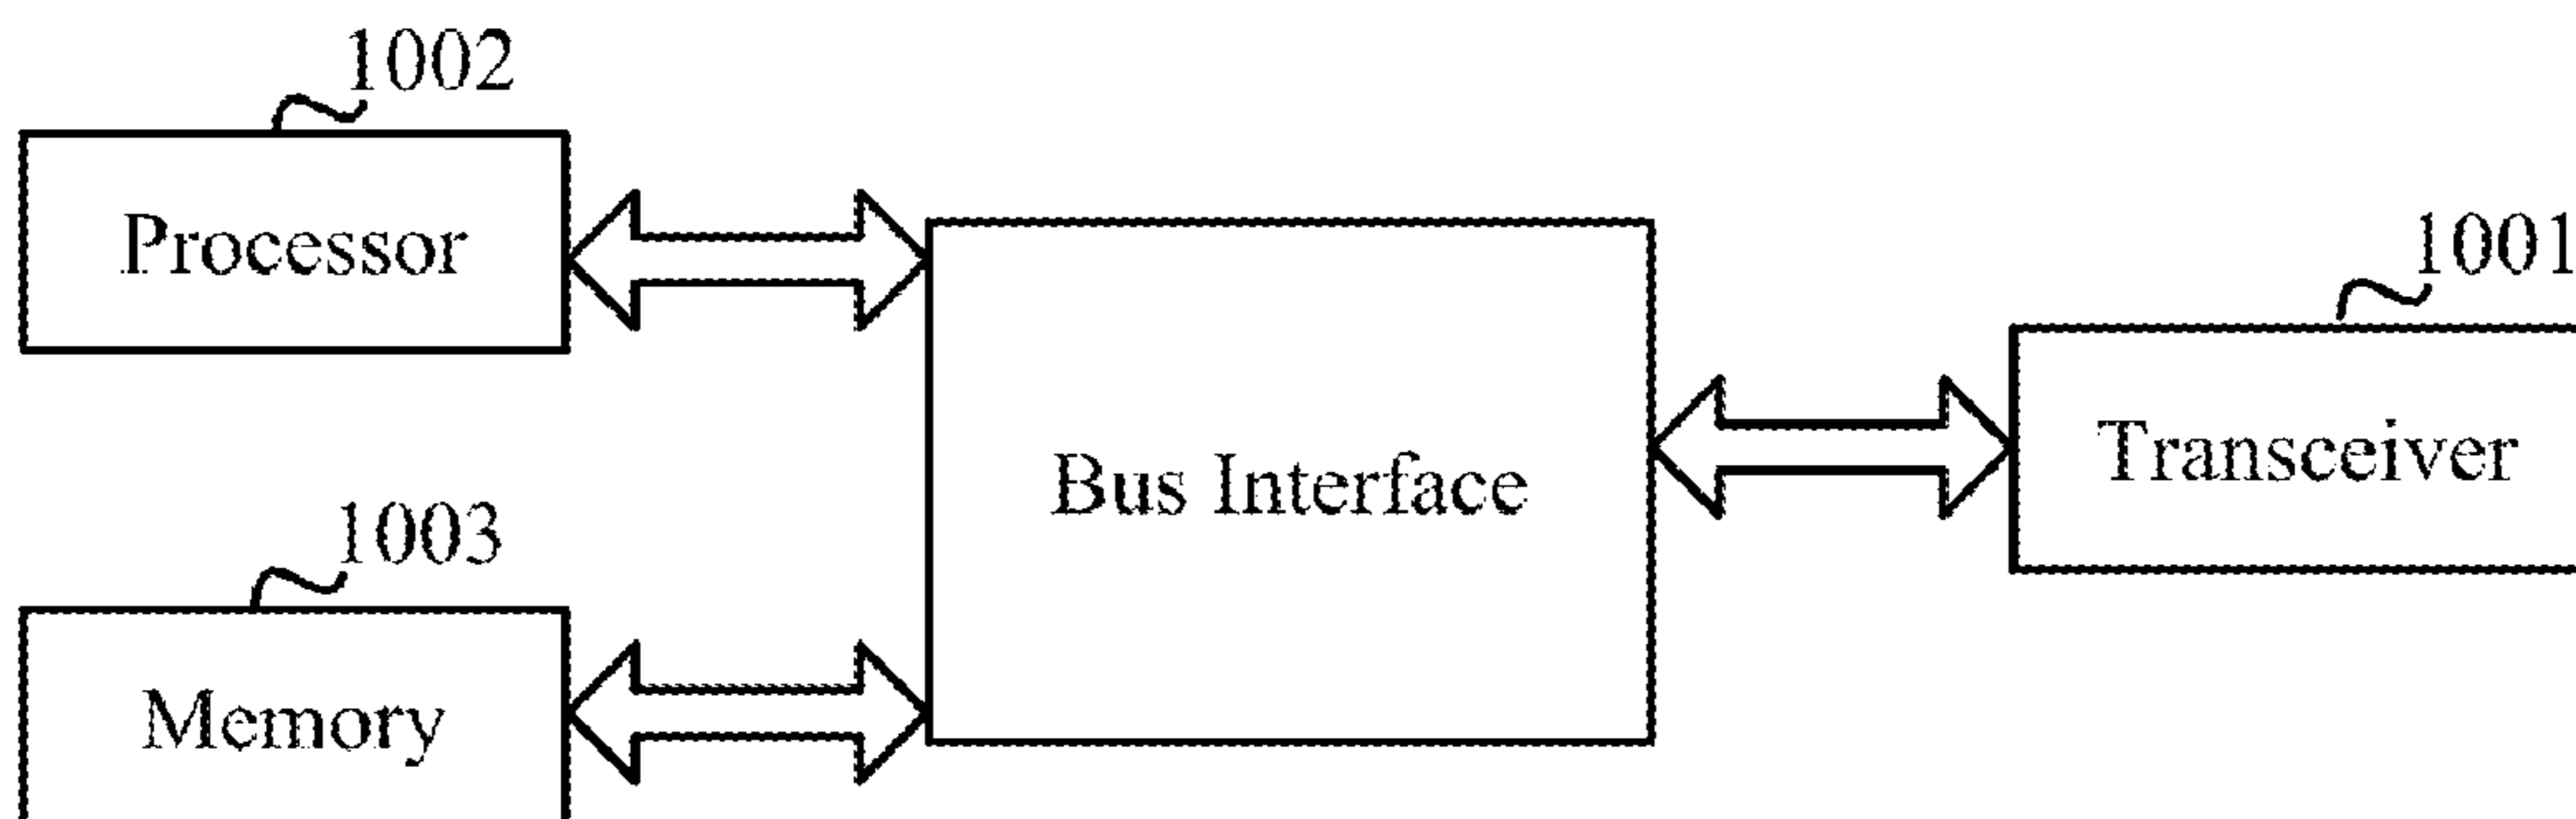 1002
Processor
1001
Transceiver
Bus Interface
1003
Memory